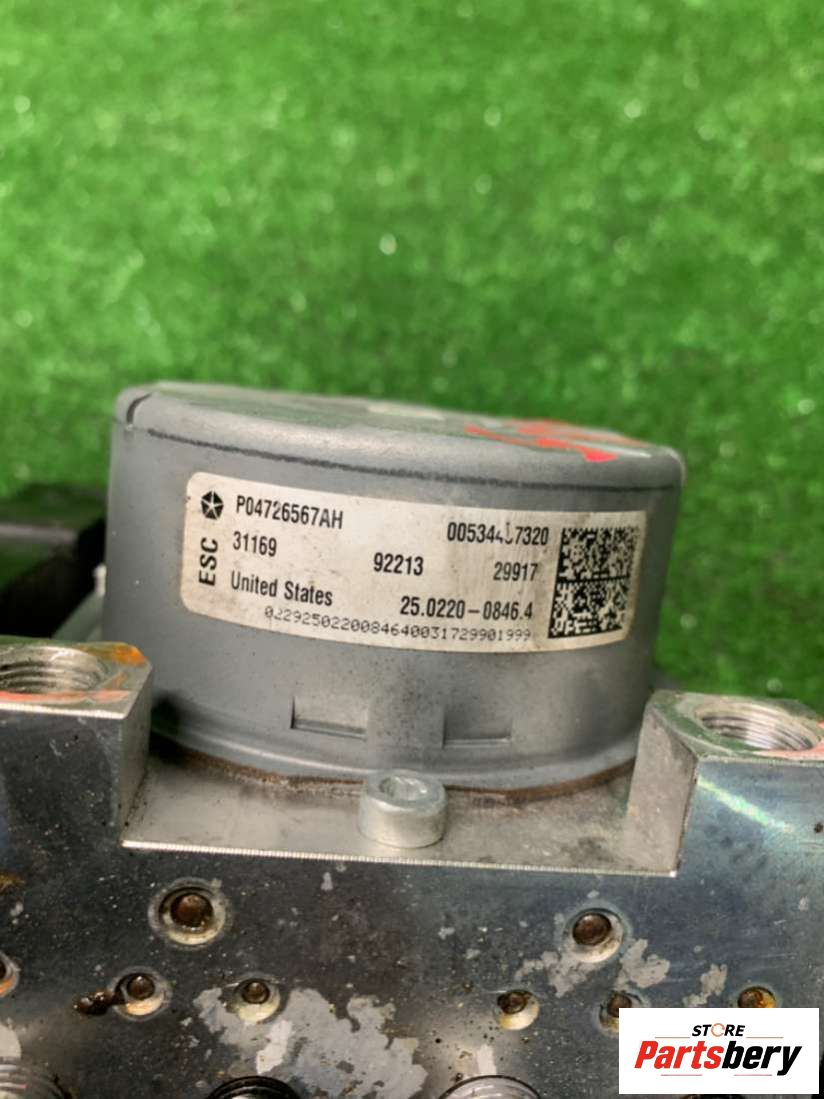 P04726567AH
31169 92213 29917
ESC
United States 25.0220-0846.4
STORE
Partsbery